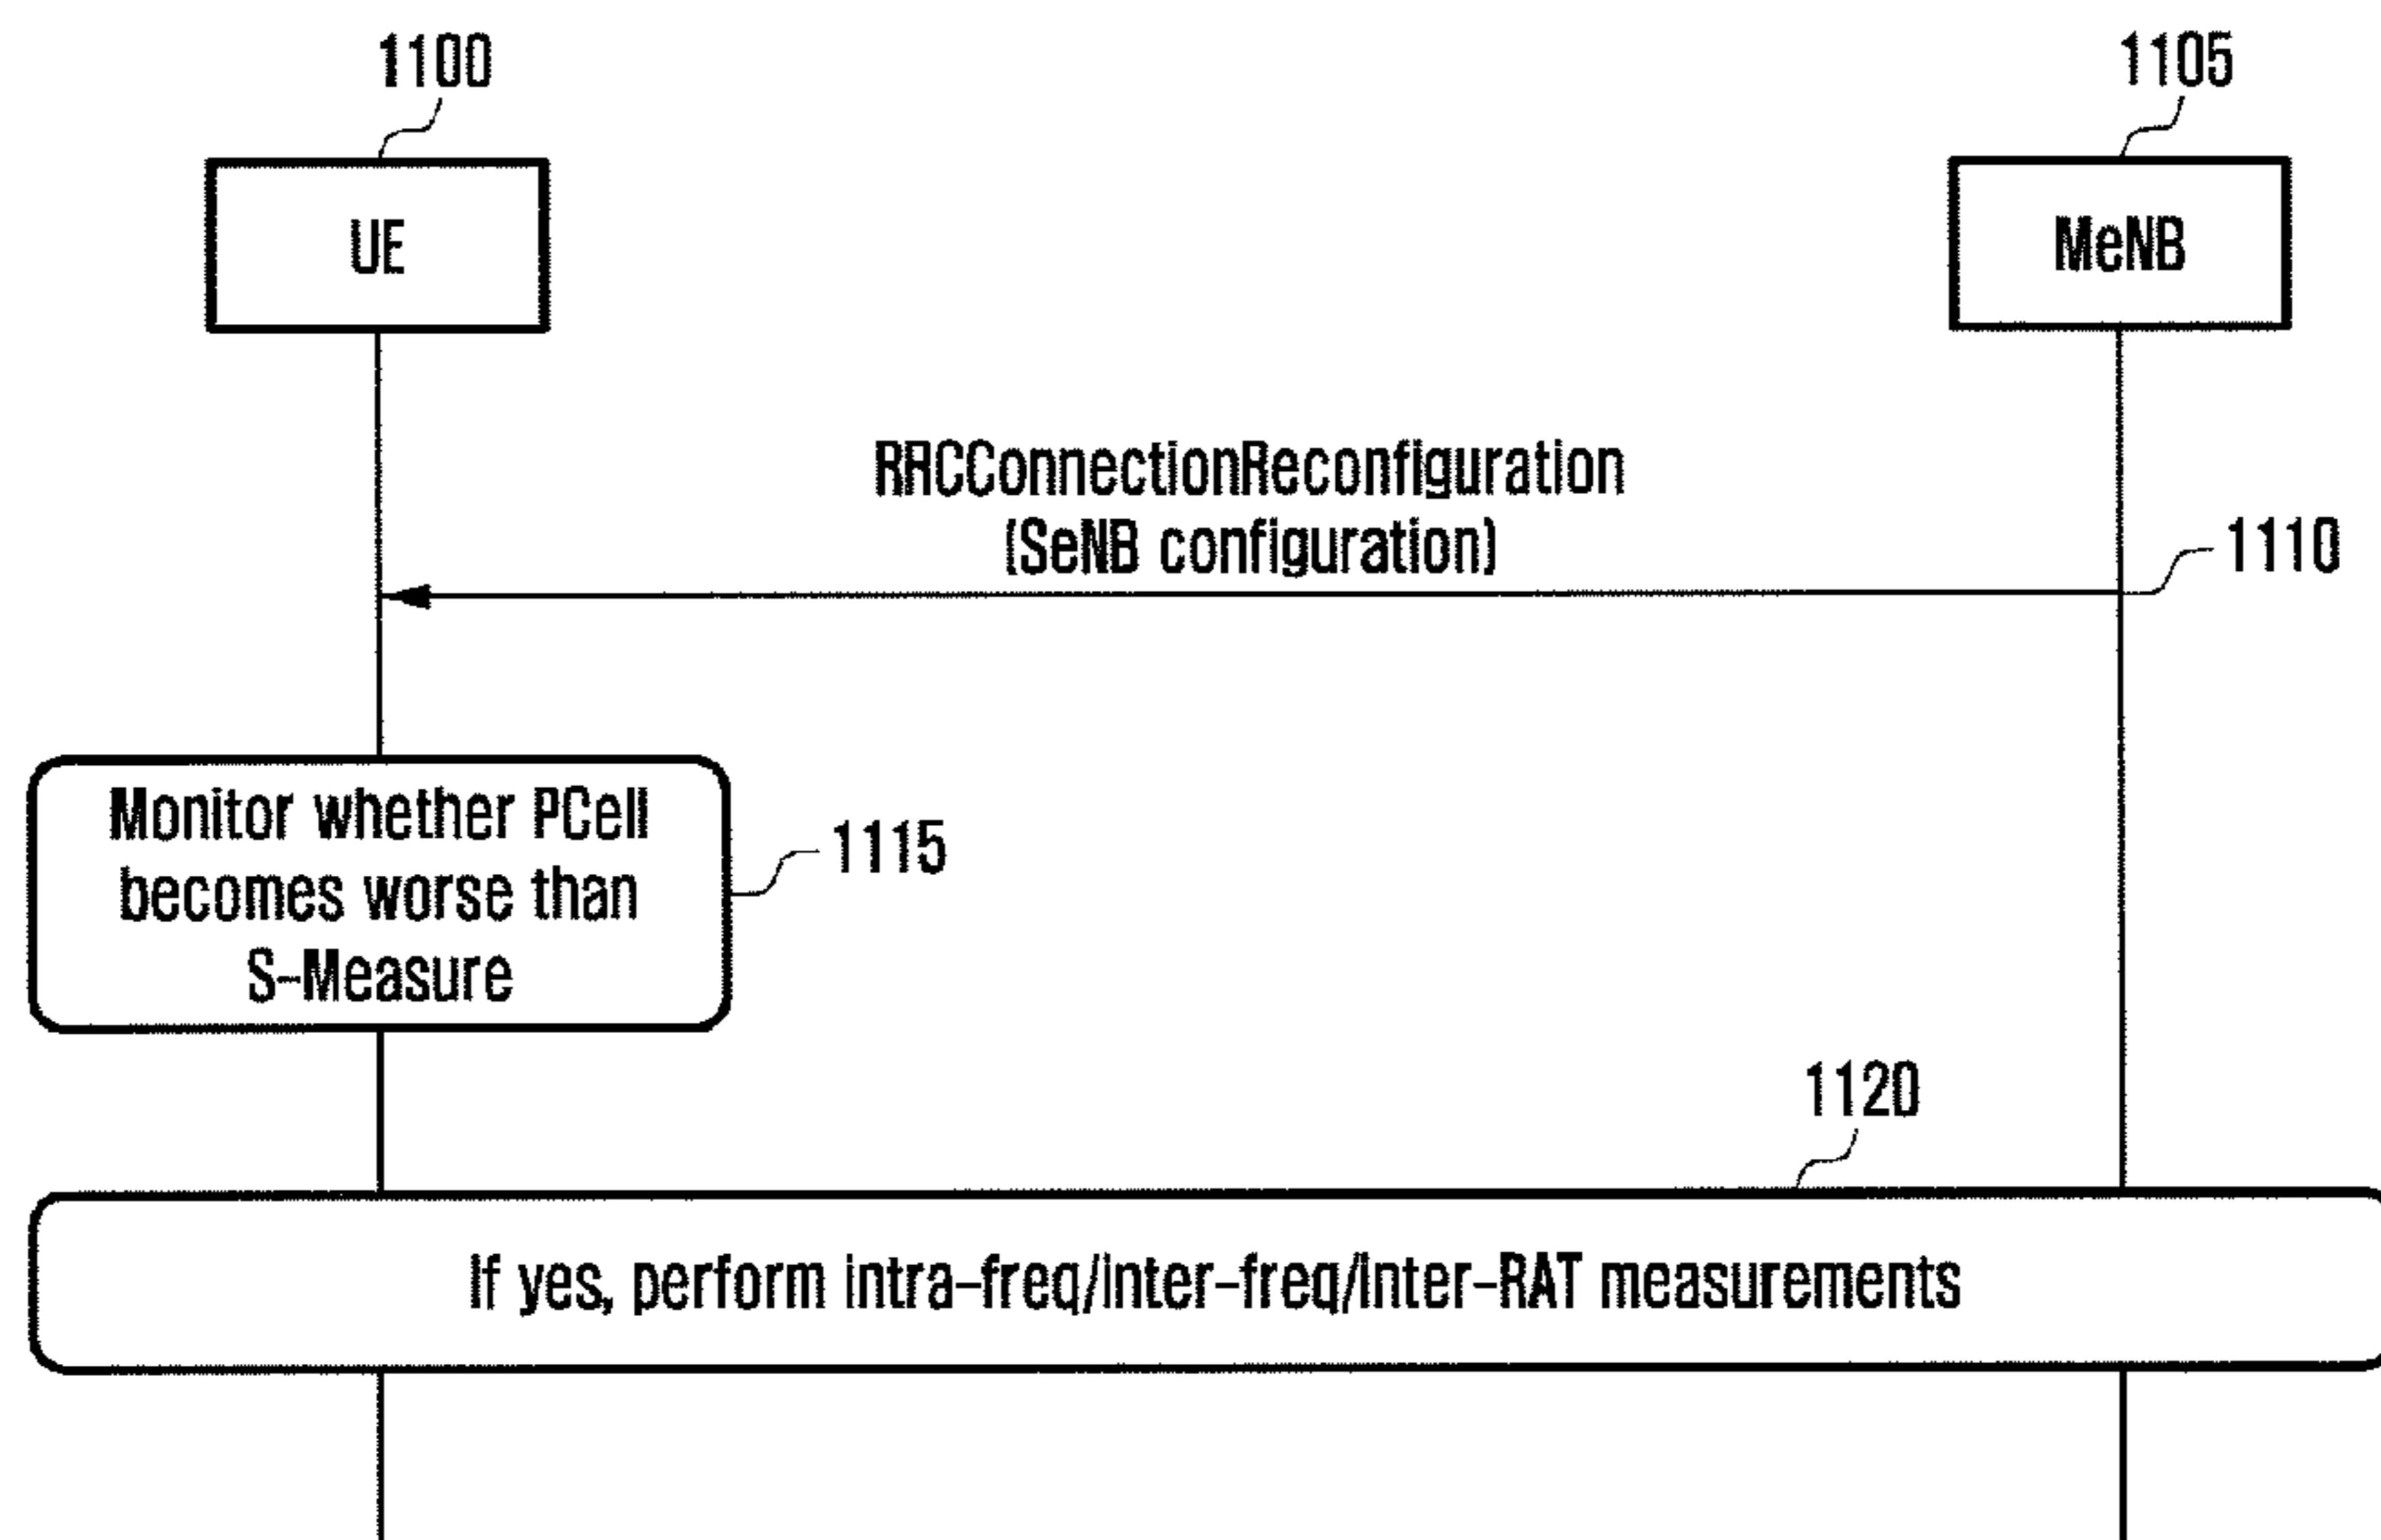 1100
1105
UE
MeNB
RRCConnectionReconfiguration
(SeNB configuration)
1110
Monitor whether PCell
becomes worse than
S-Measure
1115
1120
If yes, perform intra-freq/inter-freq/inter-RAT measurements